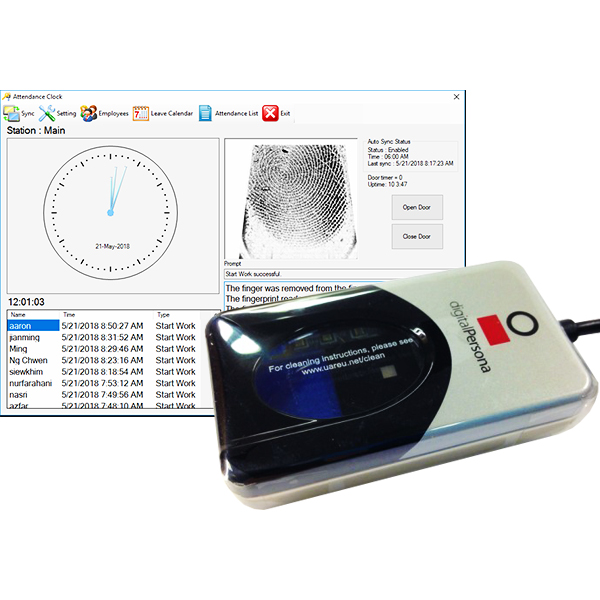 Attendance Clock
Sync Setting Employees Leave Calendar Attendance List Exit
Station : Main
21-May-2018
12:01:03
Auto Sync Status
Status : Enabled
Time : 06:00 AM
Last sync : 5/21/2018 8:17:23 AM
Door timer = 0
Uptime: 10 3:47
Open Door
Close Door
Prompt
Start Work successful.
The finger was removed from the
The fingerprint
Name Time Type
aaron 5/21/2018 8:50:27 AM Start Work
jianming 5/21/2018 8:31:52 AM Start Work
Ming 5/21/2018 8:29:46 AM Start Work
Ng Chwen 5/21/2018 8:23:16 AM Start Work
siewkhim 5/21/2018 8:18:54 AM Start Work
nurfarahani 5/21/2018 7:53:12 AM Start Work
nasri 5/21/2018 7:49:56 AM Start Work
azfar 5/21/2018 7:48:10 AM Start Work
digitalPersona
For cleaning instructions, please see
www.uareu.net/clean